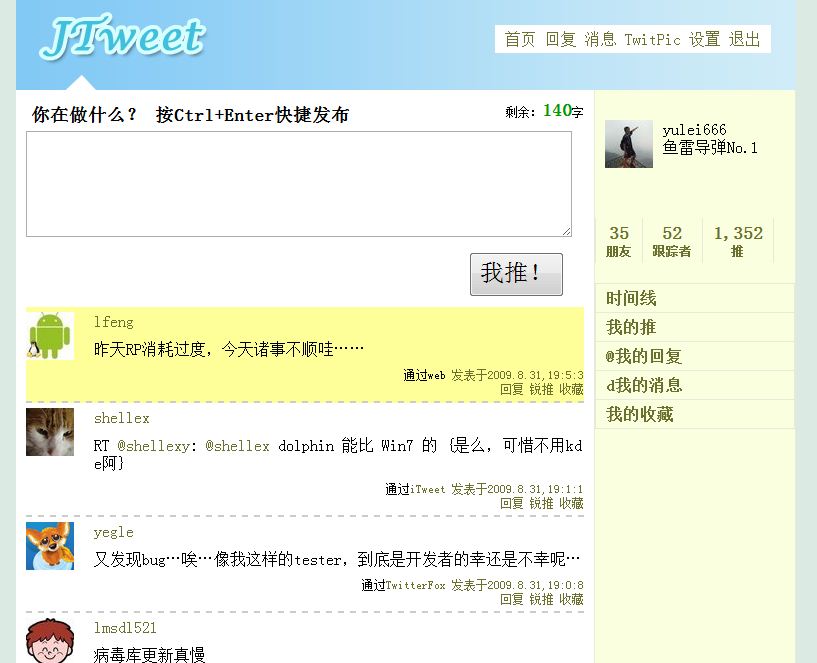 JTweet
首页 回复 消息 TwitPic 设置 退出
你在做什么？ 按Ctrl+Enter快捷发布
剩余：140字
我推！
lfeng
昨天RP消耗过度，今天诸事不顺哇……
通过web 发表于2009.8.31,19:5:3
回复 锐推 收藏
shellex
RT @shellexy: @shellex dolphin 能比 Win7 的 {是么，可惜不用kd
e阿}
通过iTweet 发表于2009.8.31,19:1:1
回复 锐推 收藏
yegle
又发现bug…唉…像我这样的tester，到底是开发者的幸还是不幸呢…
通过TwitterFox 发表于2009.8.31,19:0:8
回复 锐推 收藏
lmsdl521
病毒库更新真慢
yulei666
鱼雷导弹No.1
35 52 1,352
朋友 跟踪者 推
时间线
我的推
@我的回复
d我的消息
我的收藏